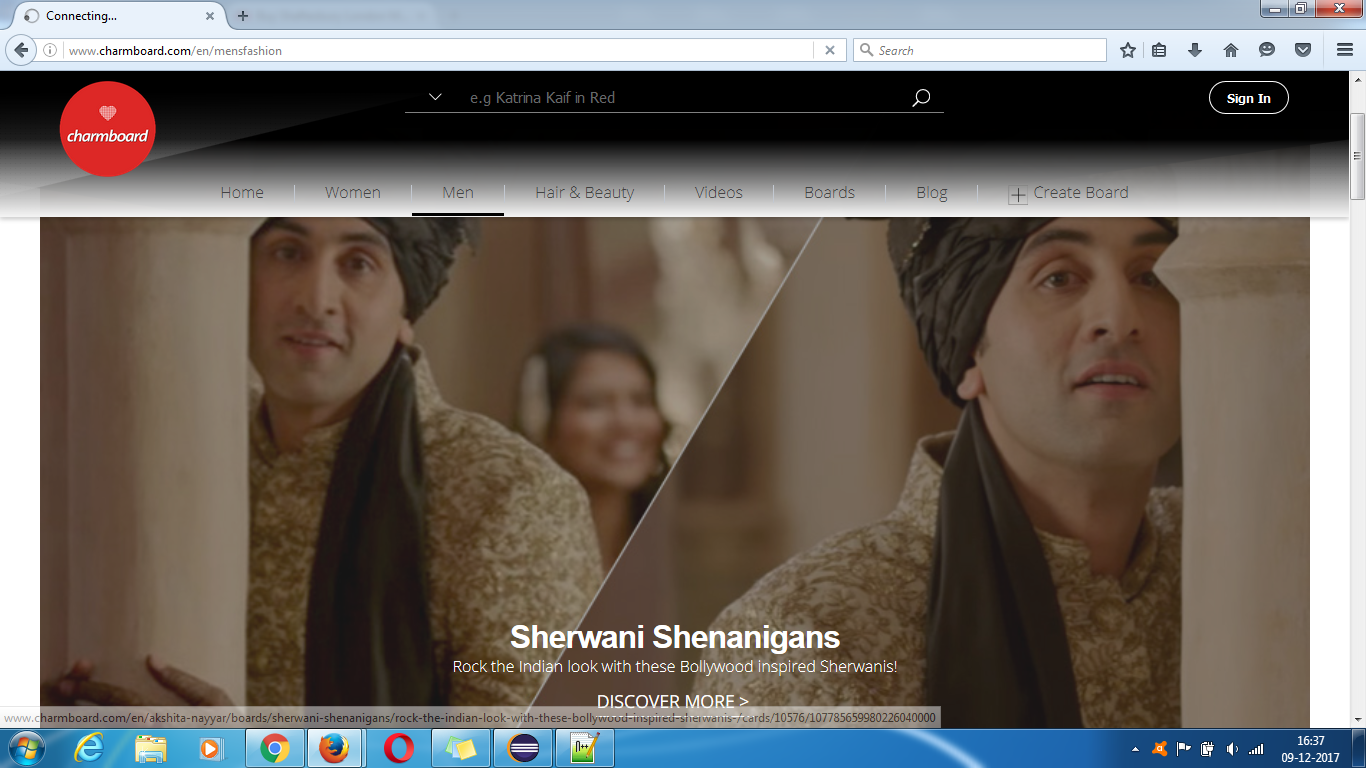 Connecting...
www.charmboard.com/en/mensfashion
Search
charmboard
e.g Katrina Kaif in Red
Sign In
Home
Women
Men
Hair & Beauty
Videos
Boards
Blog
Create Board
Sherwani Shenanigans
Rock the Indian look with these Bollywood inspired Sherwanis!
DISCOVER MORE >
www.charmboard.com/en/akshita-nayyar/boards/sherwani-shenanigans/rock-the-indian-look-with-these-bollywood-inspired-sherwanis-/cards/10576/107785659980226040000
16:37
09-12-2017